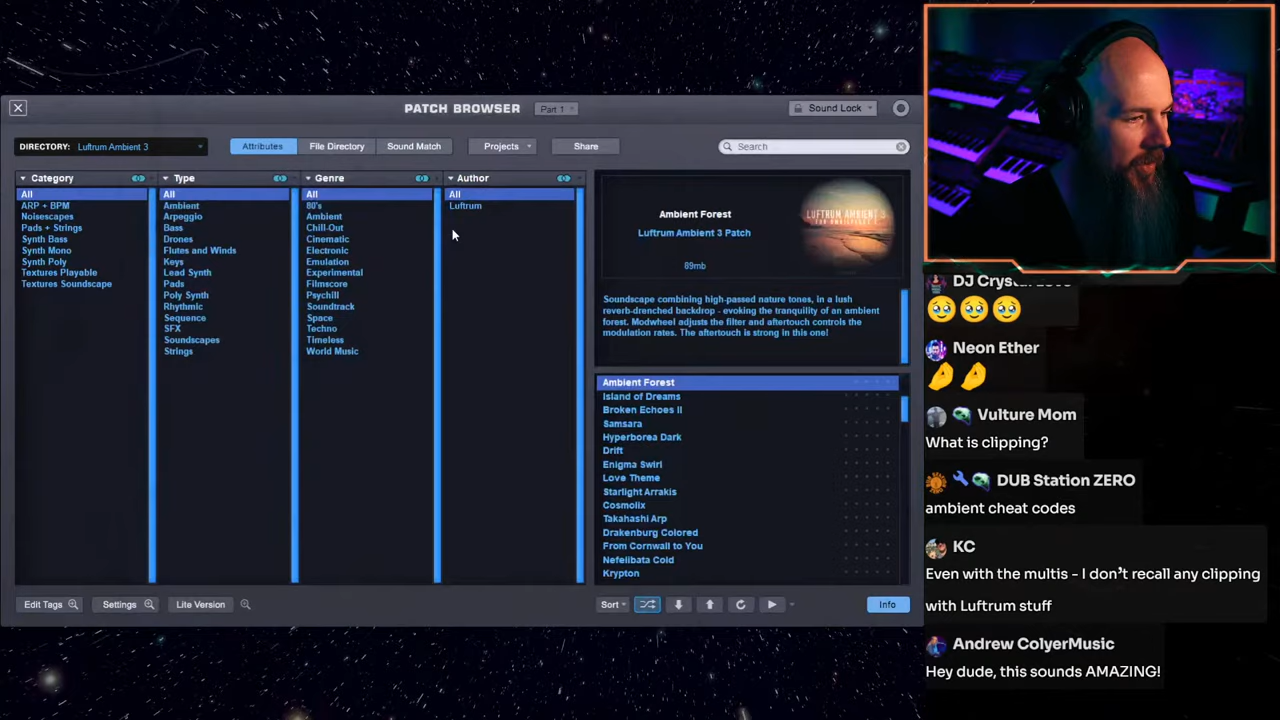 PATCH BROWSER
Part 1
Sound Lock
DIRECTORY: Luftrum Ambient 3
Attributes
File Directory
Sound Match
Projects
Share
Search
Category
All
ARP + BPM
Noisescapes
Pads + Strings
Synth Bass
Synth Mono
Synth Poly
Textures Playable
Textures Soundscape
Type
All
Ambient
Arpeggio
Bass
Drones
Flutes and Winds
Keys
Lead Synth
Pads
Poly Synth
Rhythmic
Sequence
SFX
Soundscapes
Strings
Genre
All
80's
Ambient
Chill-Out
Cinematic
Electronic
Emulation
Experimental
Filmscore
Psychill
Soundtrack
Space
Techno
Timeless
World Music
Author
All
Luftrum
Ambient Forest
Luftrum Ambient 3 Patch
89mb
LUFTRUM AMBIENT 3
Soundscape combining high-passed nature tones, in a lush
reverb-drenched backdrop - evoking the tranquility of an ambient
forest. Modwheel adjusts the filter and aftertouch controls the
modulation rates. The aftertouch is strong in this one!
Ambient Forest
Island of Dreams
Broken Echoes II
Samsara
Hyperborea Dark
Drift
Enigma Swirl
Love Theme
Starlight Arrakis
Cosmolix
Takahashi Arp
Drakenburg Colored
From Cornwall to You
Nefelibata Cold
Krypton
Edit Tags
Settings
Lite Version
Sort
Info
Neon Ether
Vulture Mom
What is clipping?
DUB Station ZERO
ambient cheat codes
KC
Even with the multis - I don't recall any clipping
with Luftrum stuff
Andrew ColyerMusic
Hey dude, this sounds AMAZING!